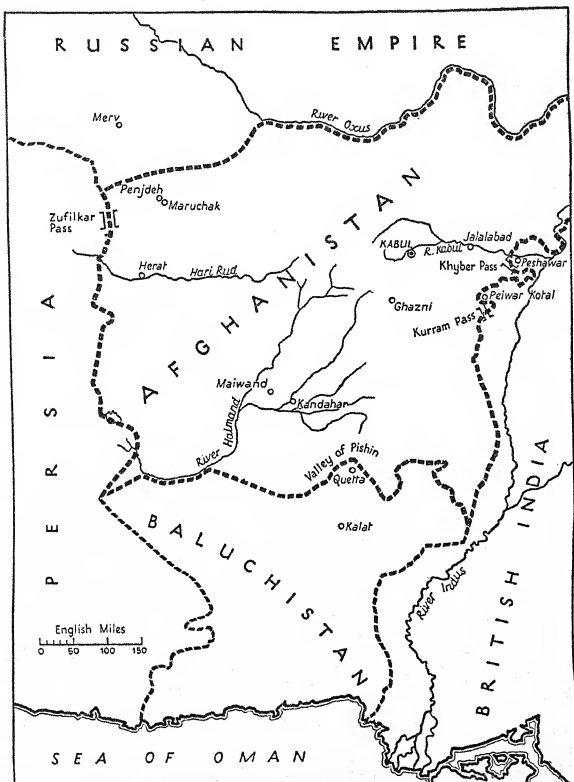 RUSSIAN EMPIRE
Merv
River Oxus
Penjdeh
Maruchak
Zufilkar
Pass
AFGHANISTAN
KABUL
R. Kabul
Jalalabad
Khyber Pass
Peshawar
Herat
Hari Rud
Ghazni
Peiwar Kotal
Kurram Pass
PERSIA
Maiwand
Kandahar
River Halmand
Valley of Pishin
Quetta
Kalat
BALUCHISTAN
River Indus
BRITISH INDIA
English Miles
0 50 100 150
SEA OF OMAN